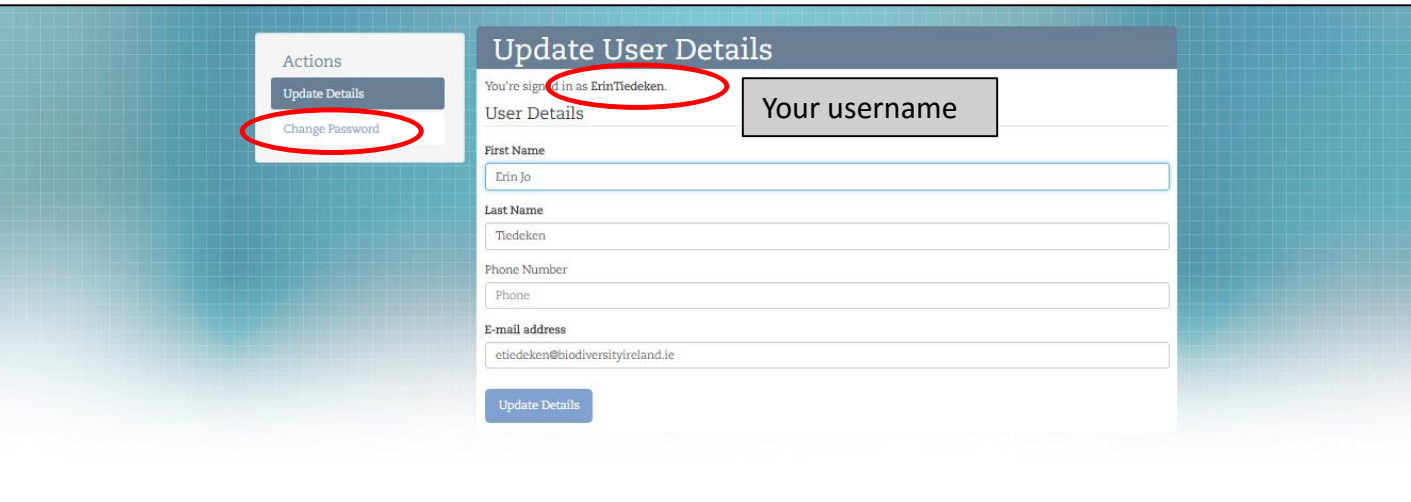 Actions
Update Details
Change Password
Update User Details
You're signed in as ErinTiedeken.
Your username
User Details
First Name
Erin Jo
Last Name
Tiedeken
Phone Number
Phone
E-mail address
etiedeken@biodiversityireland.ie
Update Details